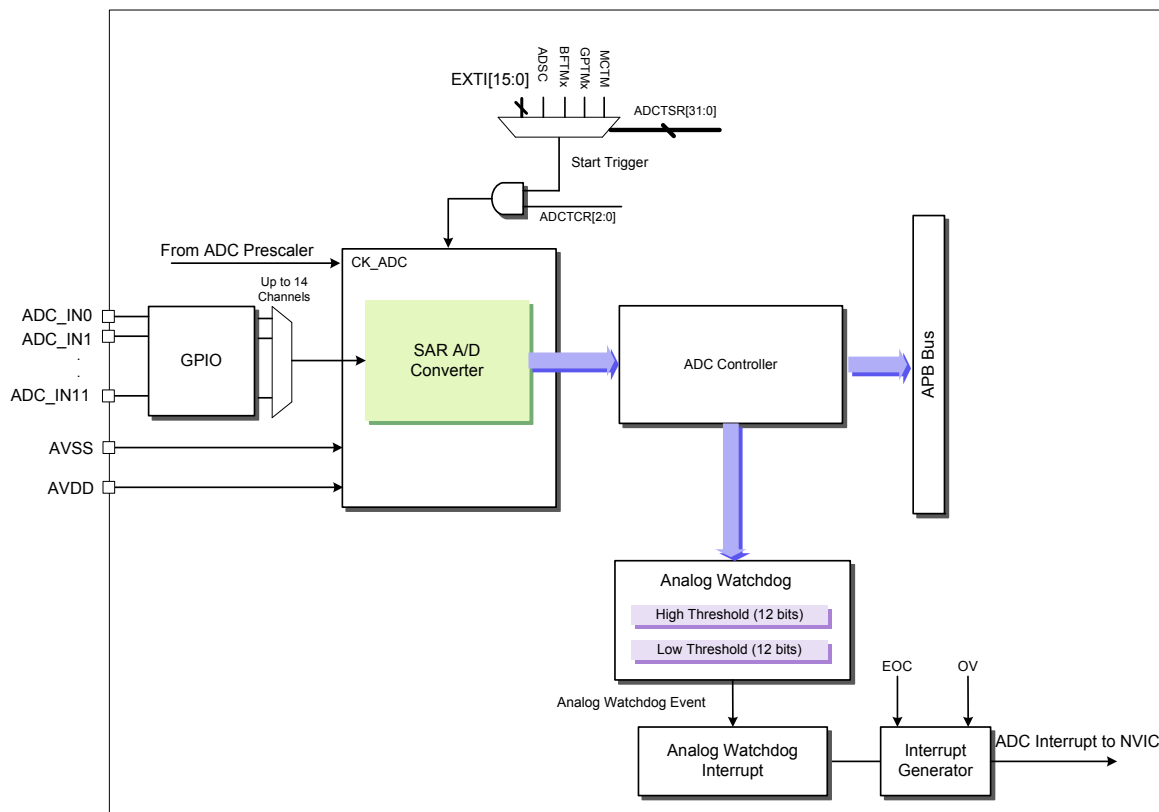 ADSC
BFTMx
GPTMx
MCTM
EXTI[15:0]
ADCTSR[31:0]
Start Trigger
ADCTCR[2:0]
From ADC Prescaler
CK_ADC
Up to 14
Channels
ADC_IN0
ADC_IN1
.
.
ADC_IN11
GPIO
SAR A/D
Converter
ADC Controller
APB Bus
AVSS
AVDD
Analog Watchdog
High Threshold (12 bits)
Low Threshold (12 bits)
Analog Watchdog Event
EOC
OV
Analog Watchdog
Interrupt
Interrupt
Generator
ADC Interrupt to NVIC